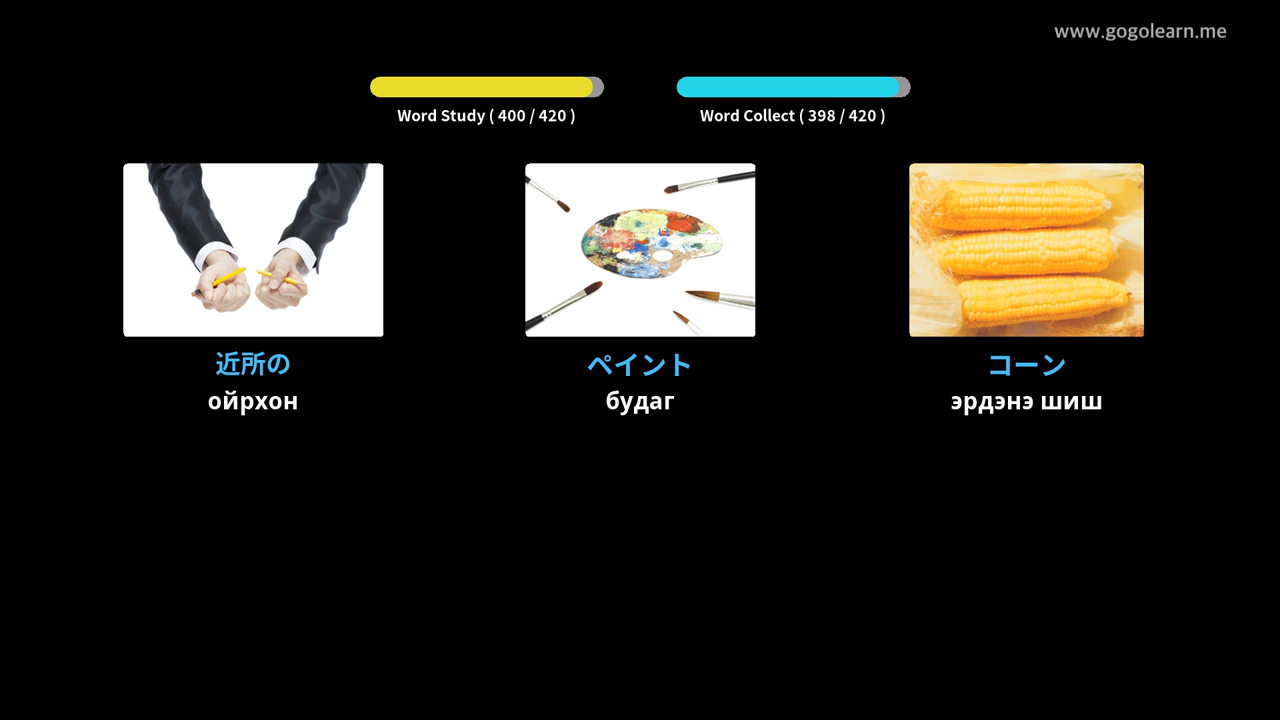 www.gogolearn.me
Word Study ( 400 / 420 )
Word Collect ( 398 / 420 )
近所の
ойрхон
ペイント
будаг
コーン
эрдэнэ шиш